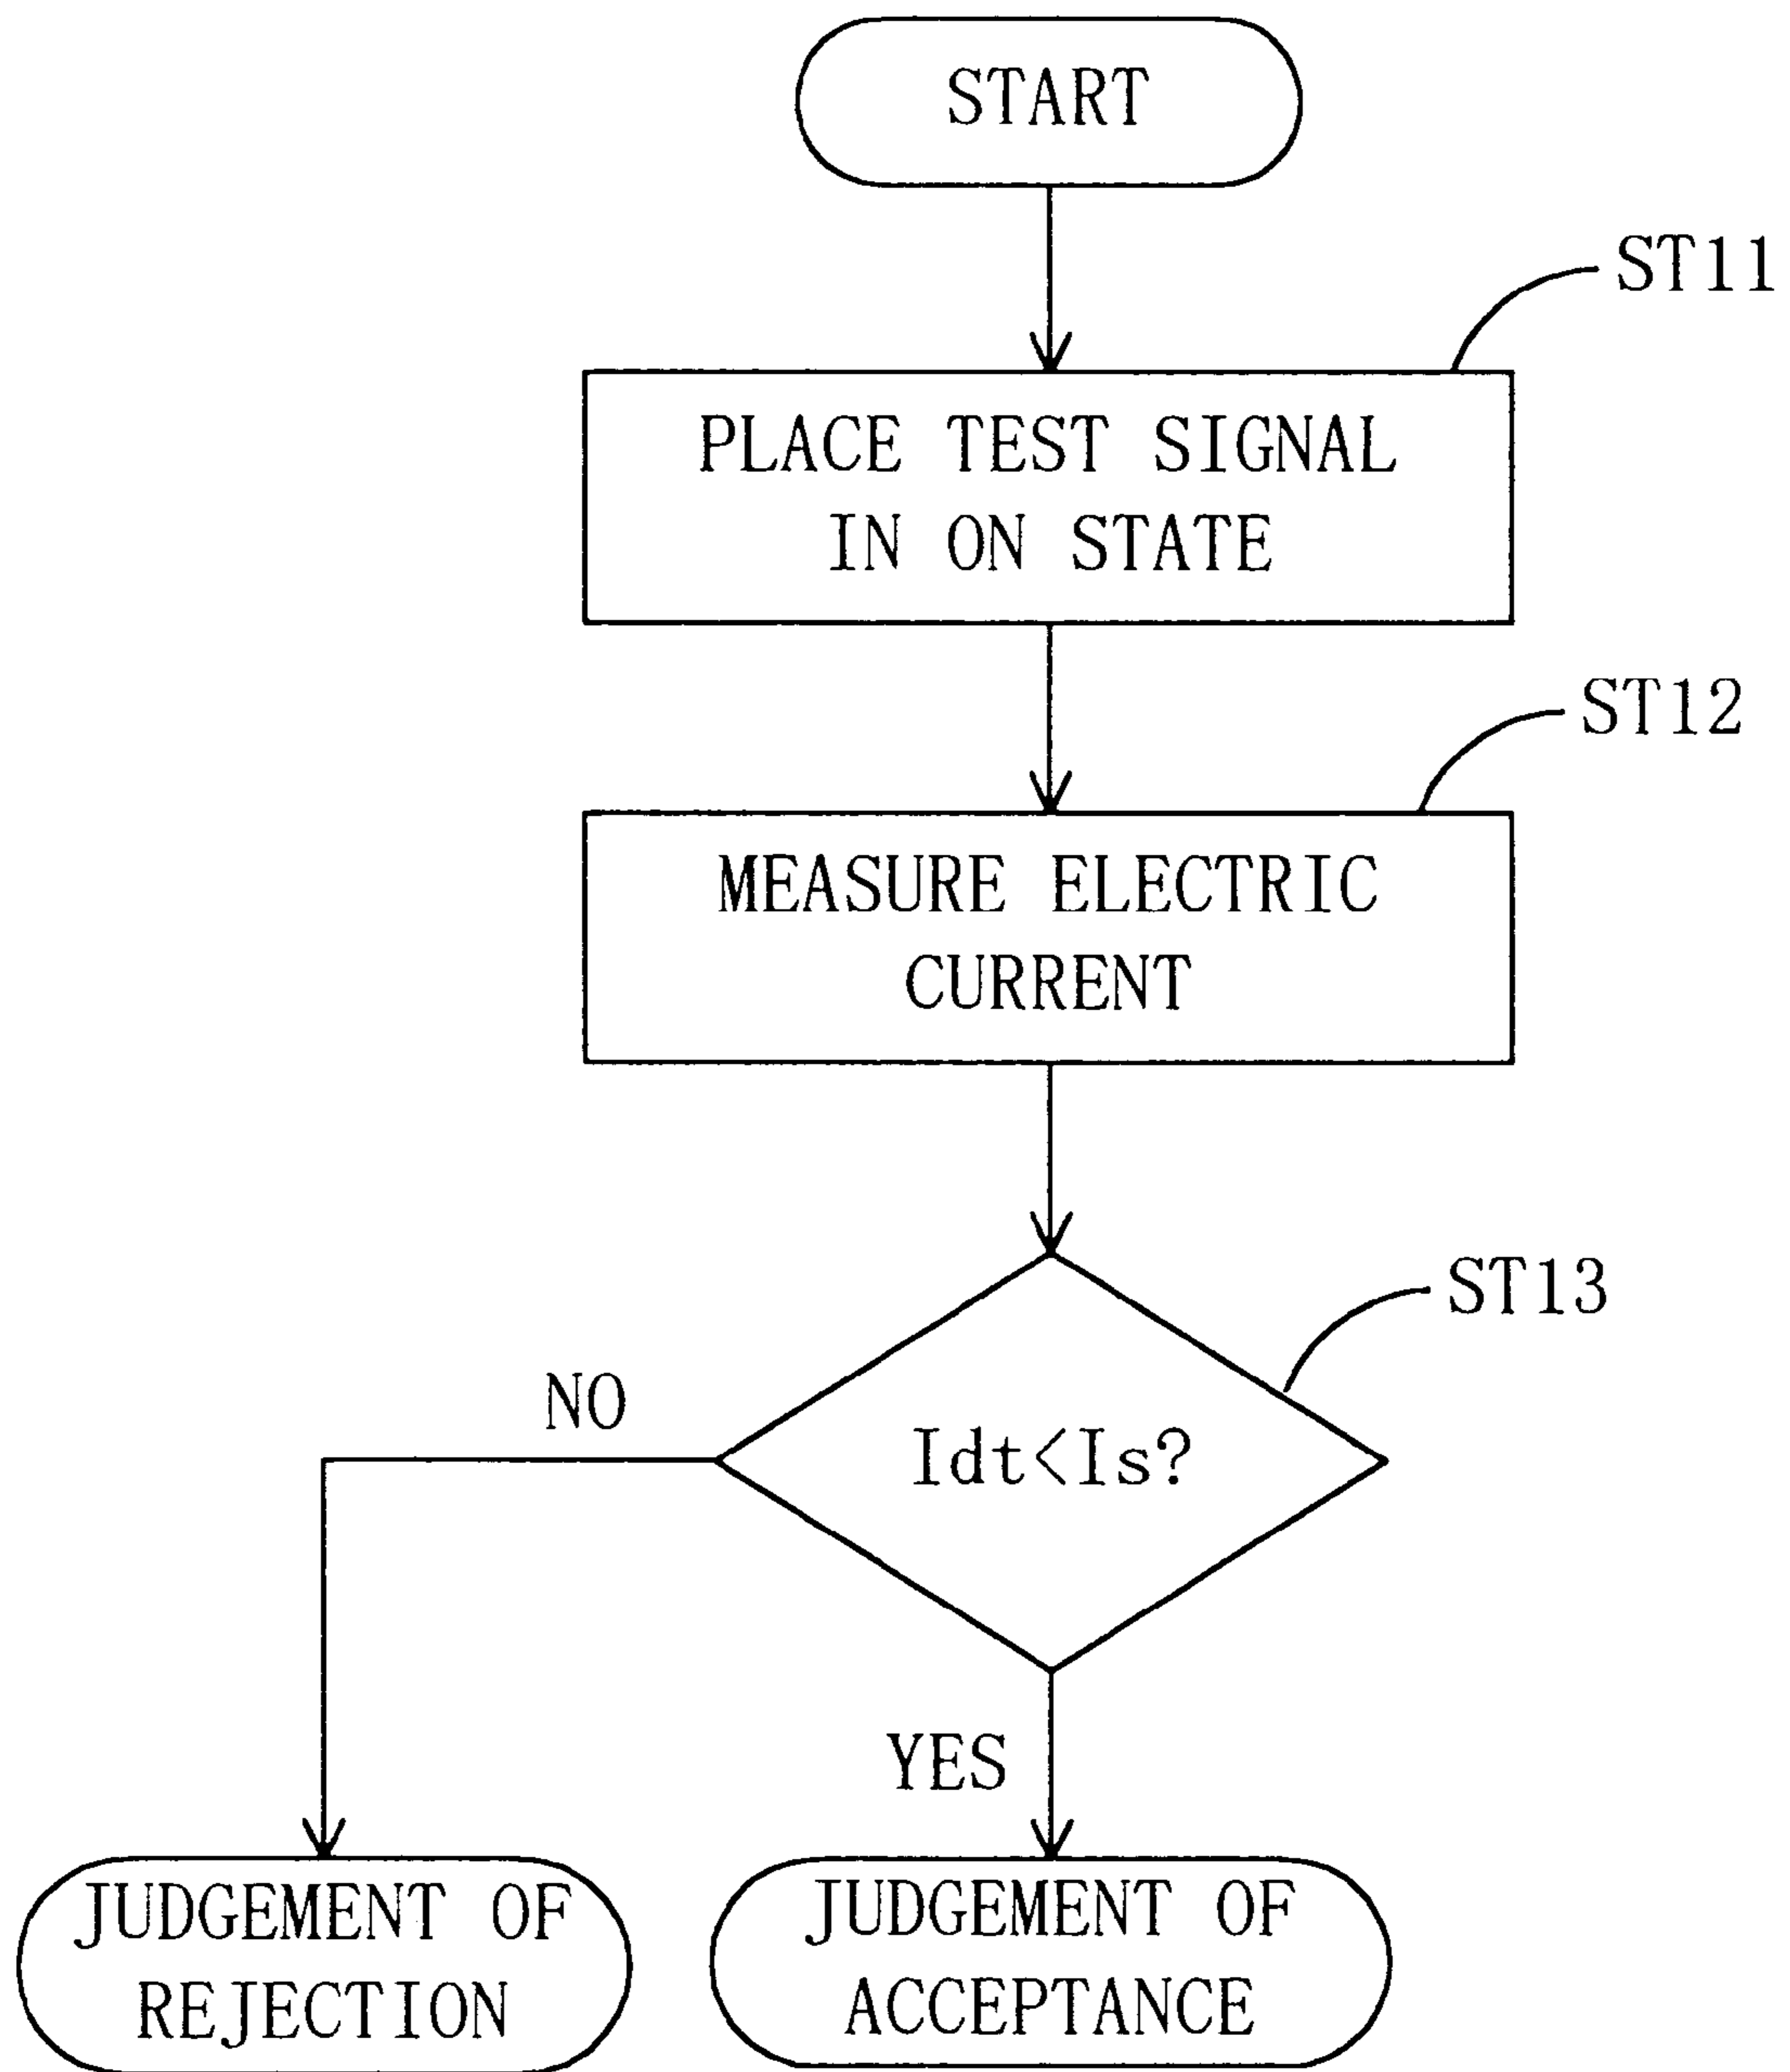 START
ST11
PLACE TEST SIGNAL
IN ON STATE
ST12
MEASURE ELECTRIC
CURRENT
ST13
NO
Idt<Is?
YES
JUDGEMENT OF
REJECTION
JUDGEMENT OF
ACCEPTANCE